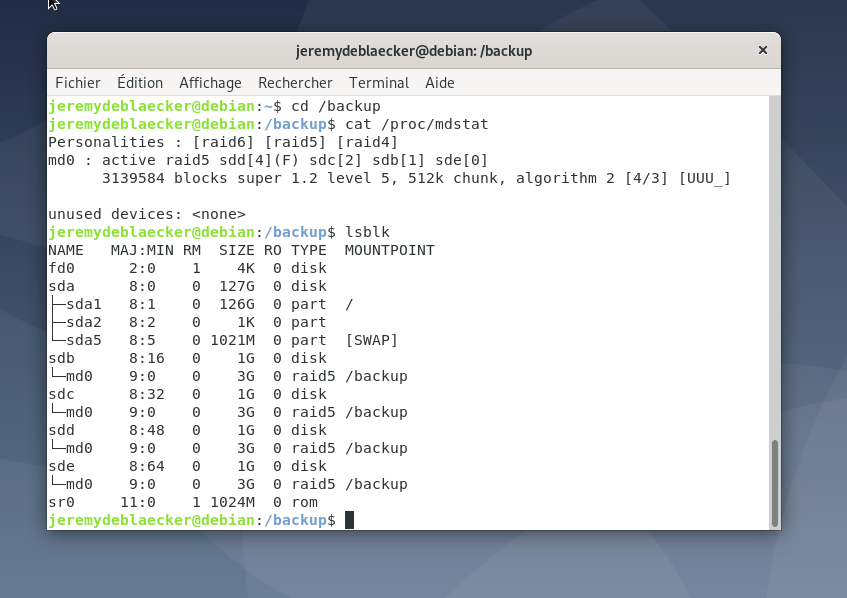 jeremydeblaecker@debian: /backup
Fichier Édition Affichage Rechercher Terminal Aide
jeremydeblaecker@debian:~$ cd /backup
jeremydeblaecker@debian:/backup$ cat /proc/mdstat
Personalities : [raid6] [raid5] [raid4]
md0 : active raid5 sdd[4](F) sdc[2] sdb[1] sde[0]
      3139584 blocks super 1.2 level 5, 512k chunk, algorithm 2 [4/3] [UUU_]
unused devices: <none>
jeremydeblaecker@debian:/backup$ lsblk
NAME   MAJ:MIN RM  SIZE RO TYPE  MOUNTPOINT
fd0      2:0    1    4K  0 disk
sda      8:0    0  127G  0 disk
├─sda1   8:1    0  126G  0 part  /
├─sda2   8:2    0    1K  0 part
└─sda5   8:5    0 1021M  0 part  [SWAP]
sdb      8:16   0    1G  0 disk
└─md0    9:0    0    3G  0 raid5 /backup
sdc      8:32   0    1G  0 disk
└─md0    9:0    0    3G  0 raid5 /backup
sdd      8:48   0    1G  0 disk
└─md0    9:0    0    3G  0 raid5 /backup
sde      8:64   0    1G  0 disk
└─md0    9:0    0    3G  0 raid5 /backup
sr0     11:0    1 1024M  0 rom
jeremydeblaecker@debian:/backup$